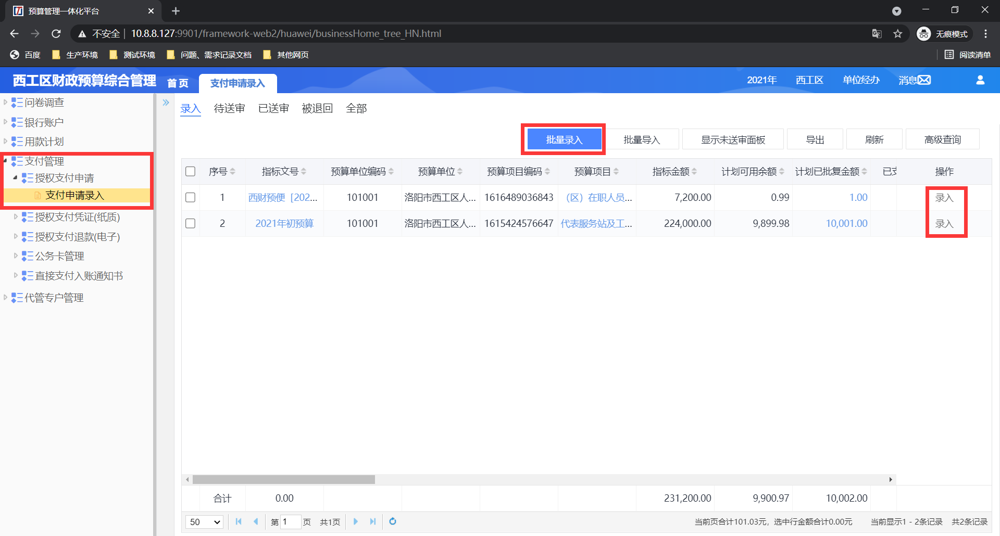 预算管理一体化平台
不安全 | 10.8.8.127:9901/framework-web2/huawei/businessHome_tree_HN.html
无痕模式
百度 生产环境 测试环境 问题、需求记录文档 其他网页 阅读清单
西工区财政预算综合管理 首页 支付申请录入 2021年 西工区 单位经办 消息
问卷调查
银行账户
用款计划
支付管理
授权支付申请
支付申请录入
授权支付凭证(纸质)
授权支付退款(电子)
公务卡管理
直接支付入账通知书
代管专户管理
录入 待送审 已送审 被退回 全部
批量录入 批量导入 显示未送审面板 导出 刷新 高级查询
序号 指标文号 预算单位编码 预算单位 预算项目编码 预算项目 指标金额 计划可用余额 计划已批复金额 已支 操作
1 西财预便［202... 101001 洛阳市西工区人... 1616489036843 （区）在职人员... 7,200.00 0.99 1.00 录入
2 2021年初预算 101001 洛阳市西工区人... 1615424576647 代表服务站及工... 224,000.00 9,899.98 10,001.00 录入
合计 0.00 231,200.00 9,900.97 10,002.00
50 第 1 页 共1页 当前页合计101.03元，选中行金额合计0.00元 当前显示1 - 2条记录 共2条记录